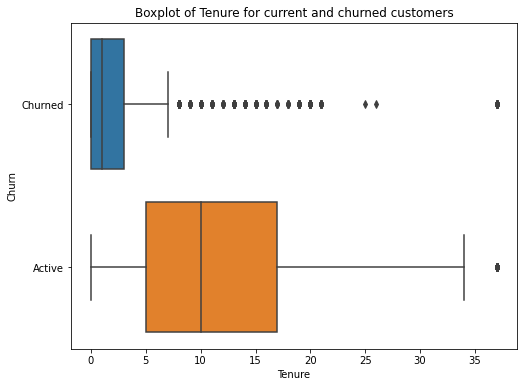 Boxplot of Tenure for current and churned customers
Churned
Churn
Active
0 5 10 15 20 25 30 35
Tenure